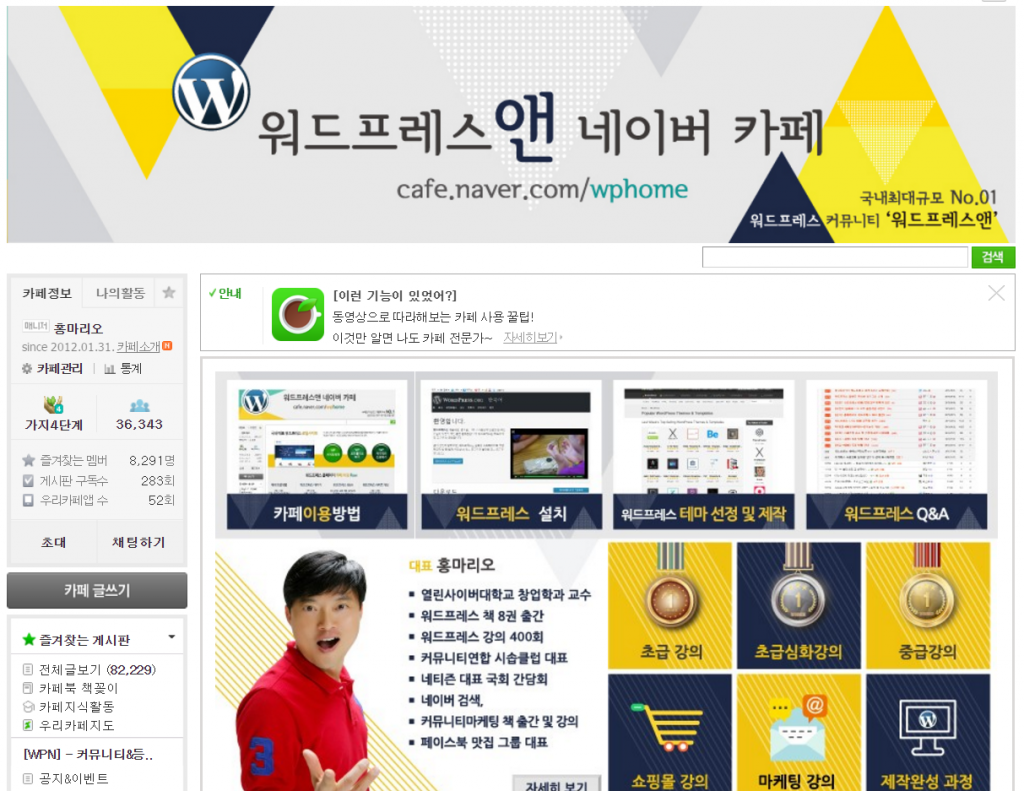 워드프레스앤 네이버 카페
cafe.naver.com/wphome
국내최대규모 No.01
워드프레스 커뮤니티 '워드프레스앤'
검색
카페정보 나의활동
매니저 홍마리오
since 2012.01.31. 카페소개
카페관리 통계
가지4단계 36,343
즐겨찾는 멤버 8,291명
게시판 구독수 283회
우리카페앱 수 52회
초대 채팅하기
카페 글쓰기
즐겨찾는 게시판
전체글보기 (82,229)
카페북 책꽂이
카페지식활동
우리카페지도
[WPN] - 커뮤니티&등..
공지&이벤트
안내
[이런 기능이 있었어?]
동영상으로 따라해보는 카페 사용 꿀팁!
이것만 알면 나도 카페 전문가~ 자세히보기
워드프레스앤 네이버 카페
cafe.naver.com/wphome
카페이용방법
워드프레스 설치
워드프레스 테마 선정 및 제작
워드프레스 Q&A
대표 홍마리오
열린사이버대학교 창업학과 교수
워드프레스 책 8권 출간
워드프레스 강의 400회
커뮤니티연합 시솝클럽 대표
네티즌 대표 국회 간담회
네이버 검색,
커뮤니티마케팅 책 출간 및 강의
페이스북 맛집 그룹 대표
자세히 보기
3
초급 강의
초급심화강의
중급강의
쇼핑몰 강의
마케팅 강의
제작완성 과정